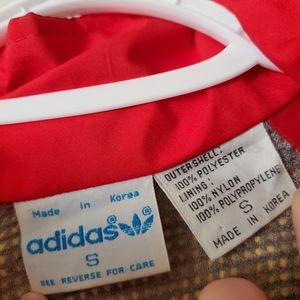 Made in Korea
adidas
S
SEE REVERSE FOR CARE
OUTERSHELL:
100% POLYESTER
LINING:
100% NYLON
100% POLYPROPYLENE
S
MADE IN KOREA